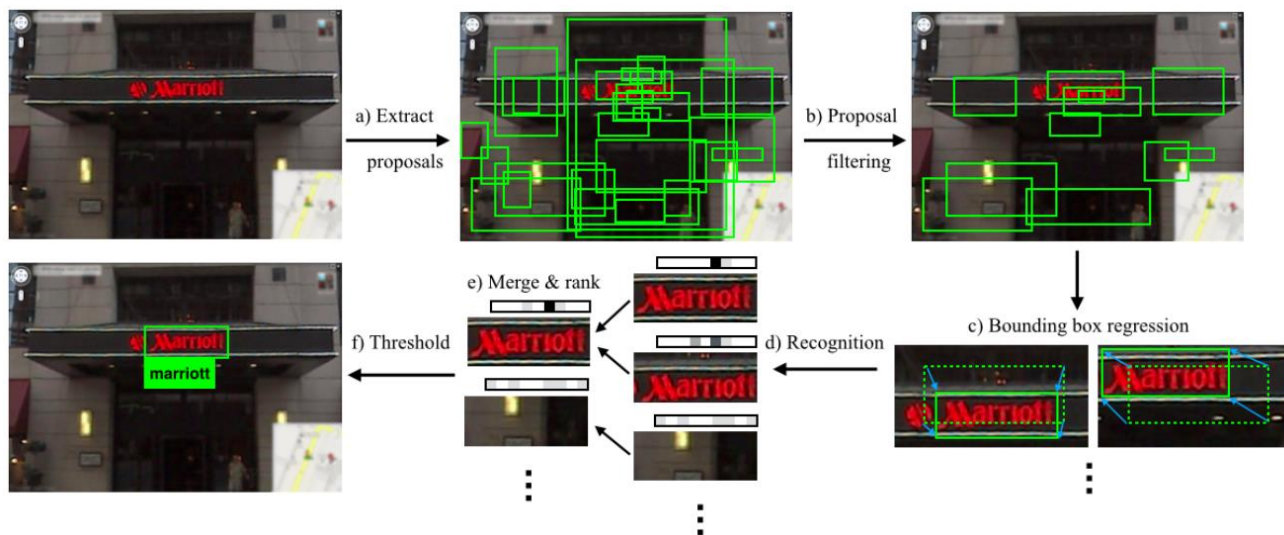 Marriott
a) Extract
proposals
Marriott
b) Proposal
filtering
Marriott
c) Bounding box regression
Marriott
Marriott
d) Recognition
Marriott
Marriott
e) Merge & rank
Marriott
f) Threshold
Marriott
marriott